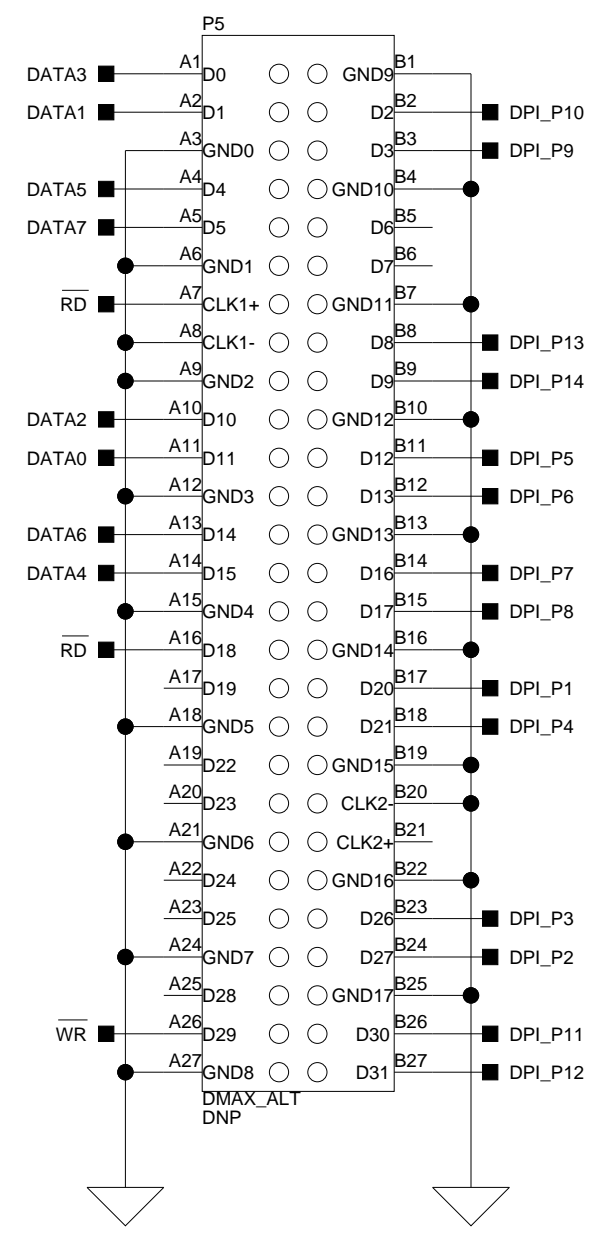 P5
DATA3 A1 D0 GND9 B1
DATA1 A2 D1 D2 B2 DPI_P10
A3 GND0 D3 B3 DPI_P9
DATA5 A4 D4 GND10 B4
DATA7 A5 D5 D6 B5
A6 GND1 D7 B6
RD A7 CLK1+ GND11 B7
A8 CLK1- D8 B8 DPI_P13
A9 GND2 D9 B9 DPI_P14
DATA2 A10 D10 GND12 B10
DATA0 A11 D11 D12 B11 DPI_P5
A12 GND3 D13 B12 DPI_P6
DATA6 A13 D14 GND13 B13
DATA4 A14 D15 D16 B14 DPI_P7
A15 GND4 D17 B15 DPI_P8
RD A16 D18 GND14 B16
A17 D19 D20 B17 DPI_P1
A18 GND5 D21 B18 DPI_P4
A19 D22 GND15 B19
A20 D23 CLK2- B20
A21 GND6 CLK2+ B21
A22 D24 GND16 B22
A23 D25 D26 B23 DPI_P3
A24 GND7 D27 B24 DPI_P2
A25 D28 GND17 B25
WR A26 D29 D30 B26 DPI_P11
A27 GND8 D31 B27 DPI_P12
DMAX_ALT
DNP